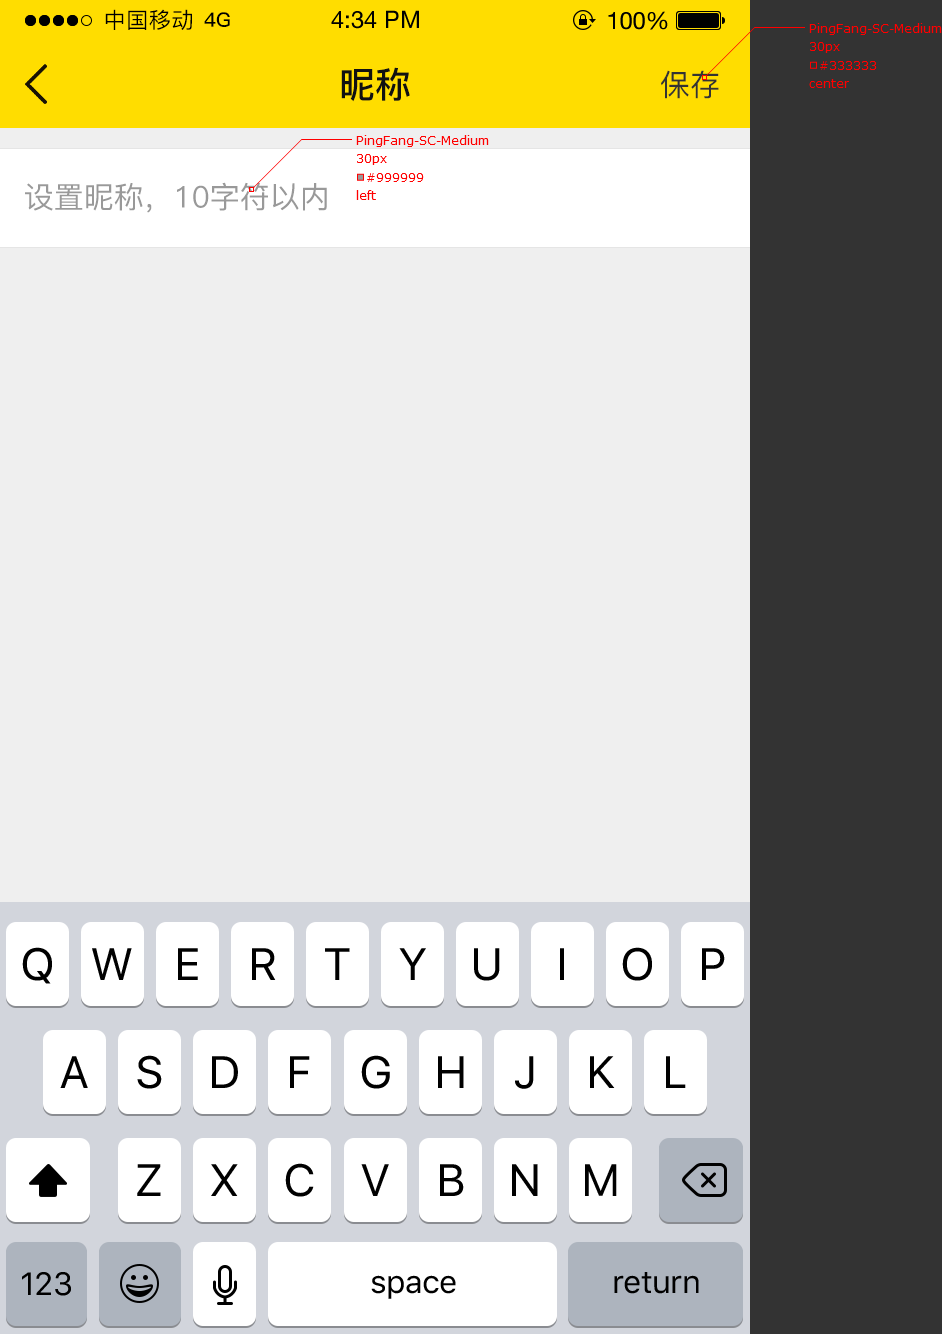 中国移动 4G 4:34 PM 100%
昵称 保存
PingFang-SC-Medium
30px
#333333
center
PingFang-SC-Medium
30px
#999999
left
设置昵称，10字符以内
Q W E R T Y U I O P
A S D F G H J K L
Z X C V B N M
123 space return